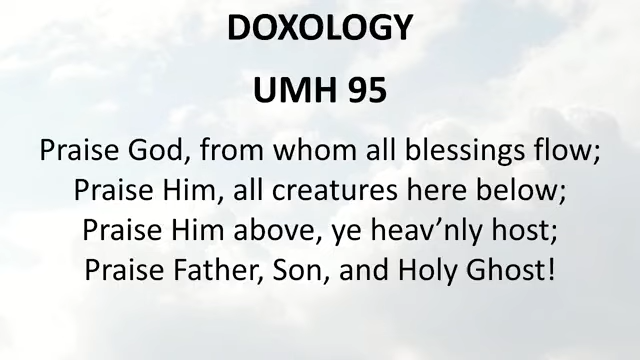 DOXOLOGY
UMH 95
Praise God, from whom all blessings flow;
Praise Him, all creatures here below;
Praise Him above, ye heav’nly host;
Praise Father, Son, and Holy Ghost!